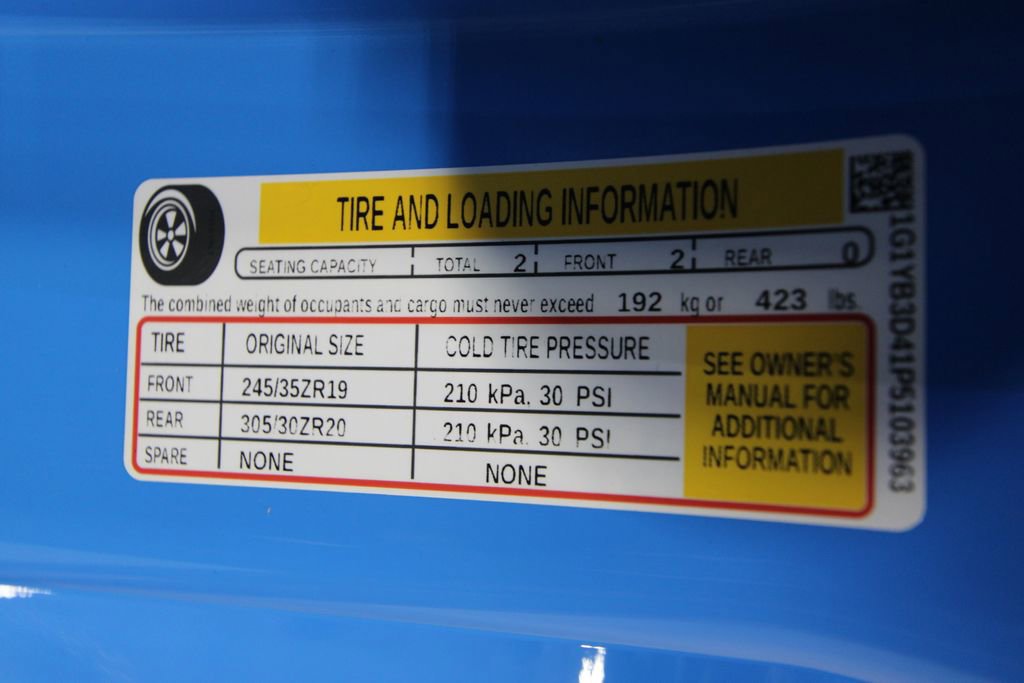 TIRE AND LOADING INFORMATION
SEATING CAPACITY TOTAL 2 FRONT 2 REAR 0
The combined weight of occupants and cargo must never exceed 192 kg or 423 lbs.
TIRE ORIGINAL SIZE COLD TIRE PRESSURE
FRONT 245/35ZR19 210 kPa, 30 PSI
REAR 305/30ZR20 210 kPa, 30 PSI
SPARE NONE NONE
SEE OWNER'S
MANUAL FOR
ADDITIONAL
INFORMATION
1G1YB3D41P5103963